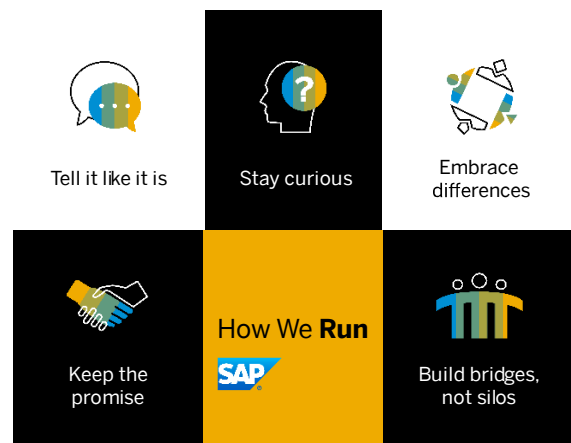 Tell it like it is
Stay curious
Embrace
differences
Keep the
promise
How We Run
SAP
Build bridges,
not silos